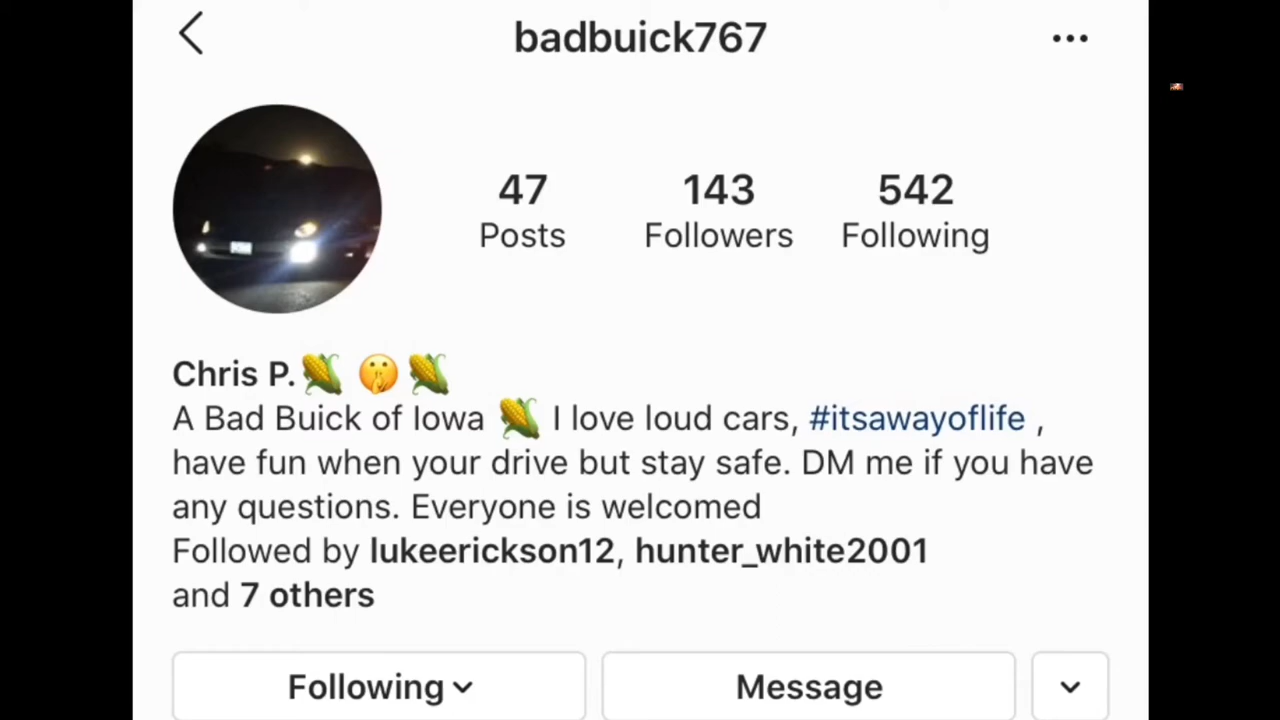 badbuick767
47 143 542
Posts Followers Following
Chris P.🌽 🤫 🌽
A Bad Buick of Iowa 🌽 I love loud cars, #itsawayoflife ,
have fun when your drive but stay safe. DM me if you have
any questions. Everyone is welcomed
Followed by lukeerickson12, hunter_white2001
and 7 others
Following Message